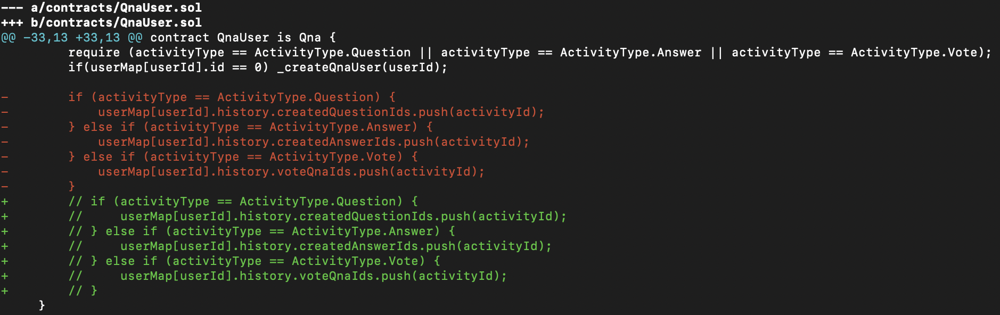 --- a/contracts/QnaUser.sol
+++ b/contracts/QnaUser.sol
@@ -33,13 +33,13 @@ contract QnaUser is Qna {
         require (activityType == ActivityType.Question || activityType == ActivityType.Answer || activityType == ActivityType.Vote);
         if(userMap[userId].id == 0) _createQnaUser(userId);

-        if (activityType == ActivityType.Question) {
-            userMap[userId].history.createdQuestionIds.push(activityId);
-        } else if (activityType == ActivityType.Answer) {
-            userMap[userId].history.createdAnswerIds.push(activityId);
-        } else if (activityType == ActivityType.Vote) {
-            userMap[userId].history.voteQnaIds.push(activityId);
-        }
+        // if (activityType == ActivityType.Question) {
+        //     userMap[userId].history.createdQuestionIds.push(activityId);
+        // } else if (activityType == ActivityType.Answer) {
+        //     userMap[userId].history.createdAnswerIds.push(activityId);
+        // } else if (activityType == ActivityType.Vote) {
+        //     userMap[userId].history.voteQnaIds.push(activityId);
+        // }
     }